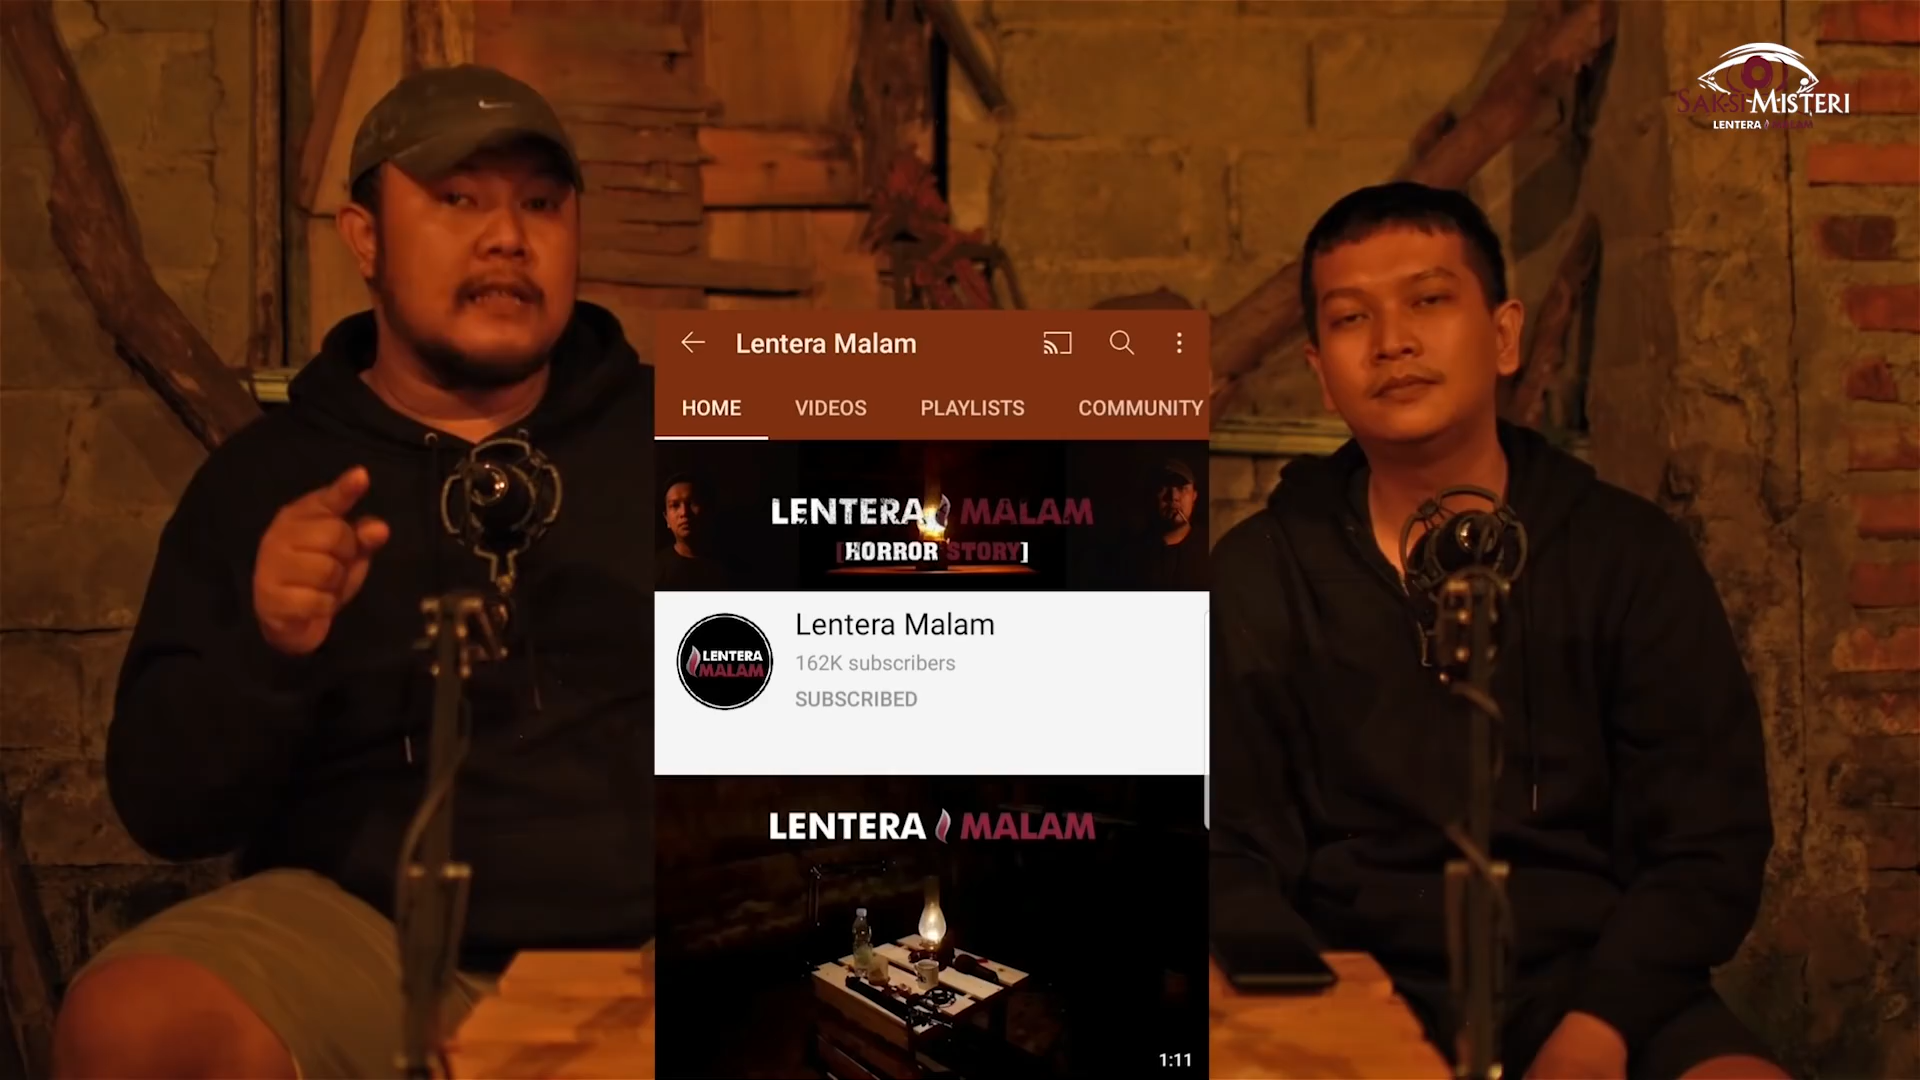 SAKSI MISTERI
LENTERA MALAM
Lentera Malam
HOME VIDEOS PLAYLISTS COMMUNITY
LENTERA MALAM
[HORROR STORY]
LENTERA
MALAM
Lentera Malam
162K subscribers
SUBSCRIBED
LENTERA MALAM
1:11